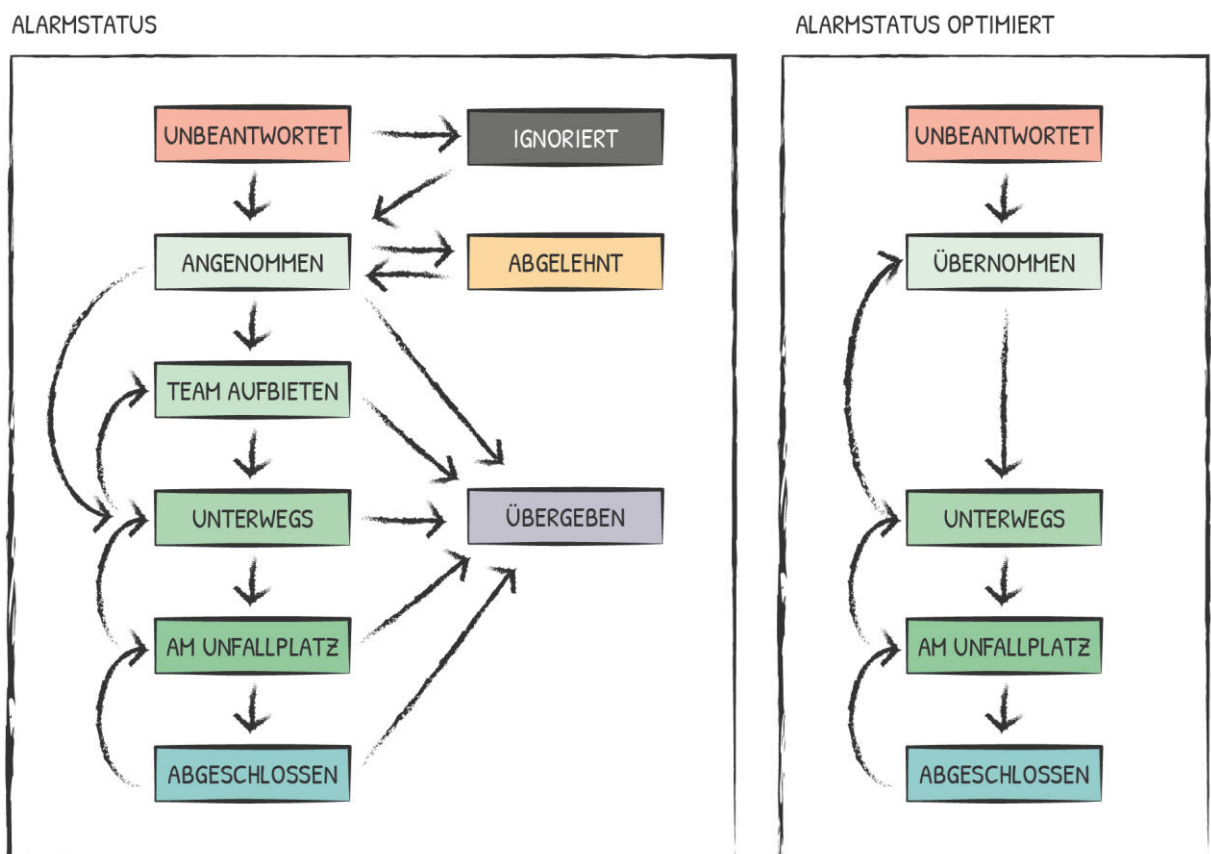 ALARMSTATUS
UNBEANTWORTET
IGNORIERT
ANGENOMMEN
ABGELEHNT
TEAM AUFBIETEN
UNTERWEGS
ÜBERGEBEN
AM UNFALLPLATZ
ABGESCHLOSSEN
ALARMSTATUS OPTIMIERT
UNBEANTWORTET
ÜBERNOMMEN
UNTERWEGS
AM UNFALLPLATZ
ABGESCHLOSSEN